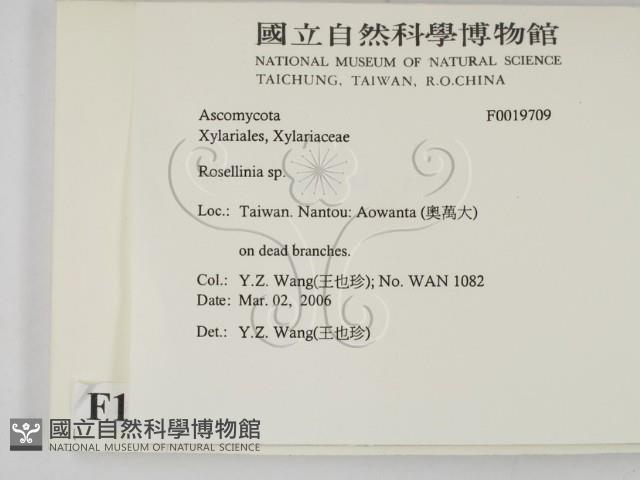 國立自然科學博物館
NATIONAL MUSEUM OF NATURAL SCIENCE
TAICHUNG, TAIWAN, R.O.CHINA
Ascomycota F0019709
Xylariales, Xylariaceae
Rosellinia sp.
Loc.: Taiwan. Nantou: Aowanta (奧萬大)
on dead branches.
Col.: Y.Z. Wang(王也珍); No. WAN 1082
Date: Mar. 02, 2006
Det.: Y.Z. Wang(王也珍)
F1
國立自然科學博物館
NATIONAL MUSEUM OF NATURAL SCIENCE